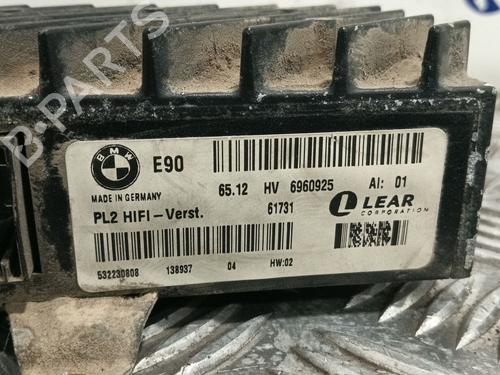 BMW
E90
MADE IN GERMANY
65.12 HV 6960925 AI: 01
PL2 HIFI-Verst.
61731
LEAR
CORPORATION
532230808 138937 04 HW:02
B-PARTS